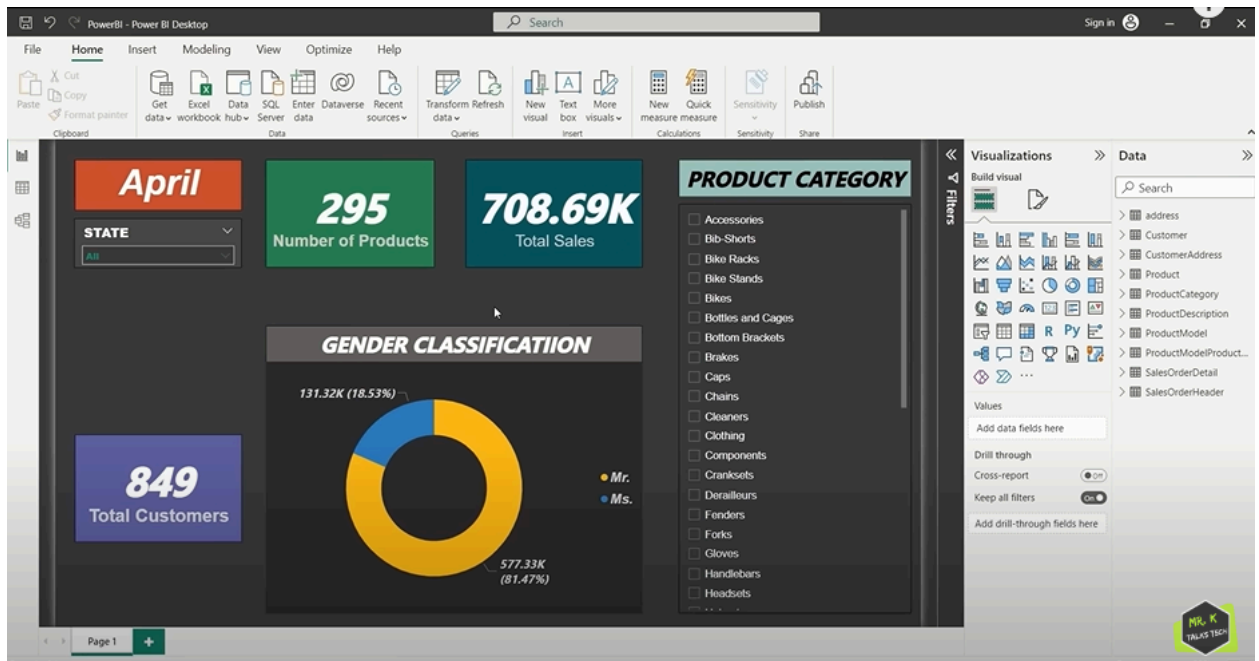 PowerBI - Power BI Desktop
Search
Sign in
File Home Insert Modeling View Optimize Help
Paste
Cut
Copy
Format painter
Clipboard
Get data
Excel workbook
Data hub
SQL Server
Enter data
Dataverse
Recent sources
Data
Transform data
Refresh
Queries
New visual
Text box
More visuals
Insert
New measure
Quick measure
Calculations
Sensitivity
Sensitivity
Publish
Share
April
STATE
All
295
Number of Products
708.69K
Total Sales
849
Total Customers
GENDER CLASSIFICATIION
131.32K (18.53%)
Mr.
Ms.
577.33K
(81.47%)
PRODUCT CATEGORY
Accessories
Bib-Shorts
Bike Racks
Bike Stands
Bikes
Bottles and Cages
Bottom Brackets
Brakes
Caps
Chains
Cleaners
Clothing
Components
Cranksets
Derailleurs
Fenders
Forks
Gloves
Handlebars
Headsets
Filters
Visualizations
Build visual
R Py
Values
Add data fields here
Drill through
Cross-report
Off
Keep all filters
On
Add drill-through fields here
Data
Search
address
Customer
CustomerAddress
Product
ProductCategory
ProductDescription
ProductModel
ProductModelProduct...
SalesOrderDetail
SalesOrderHeader
Page 1
MR. K
TALKS TECH